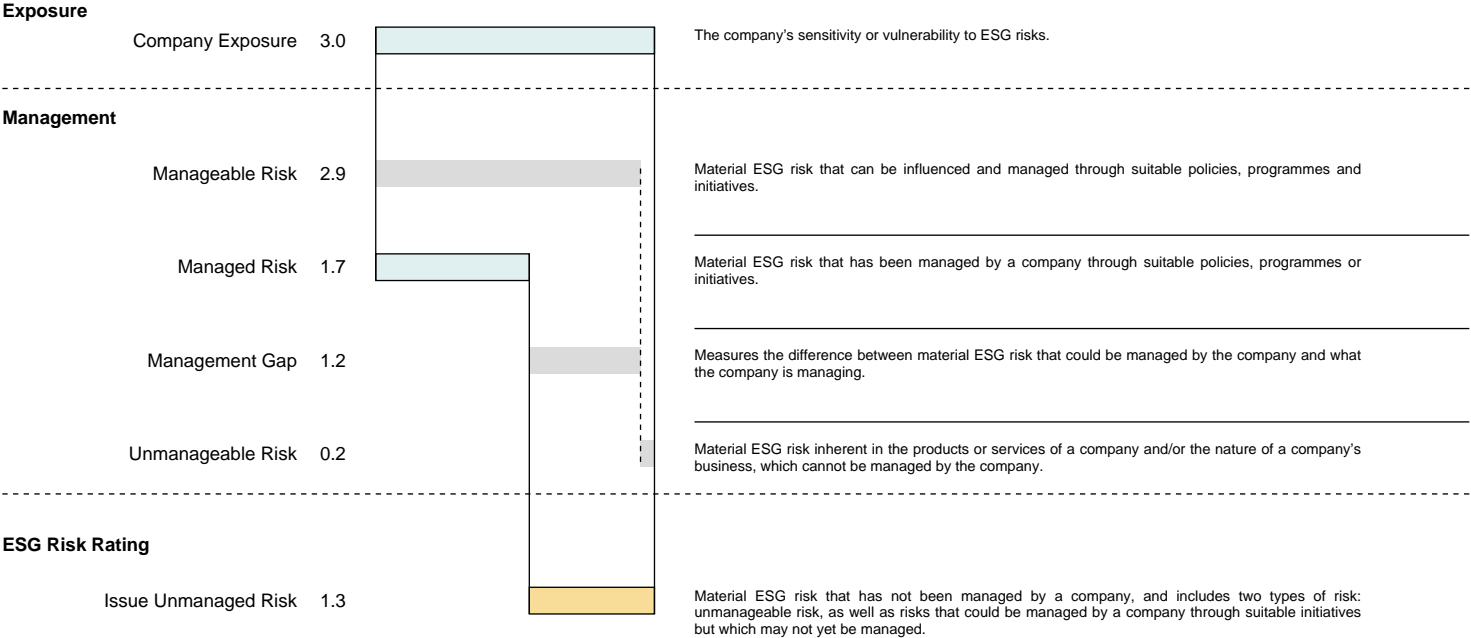 Exposure
Company Exposure 3.0
The company’s sensitivity or vulnerability to ESG risks.
Management
Manageable Risk 2.9
Material ESG risk that can be influenced and managed through suitable policies, programmes and
initiatives.
Managed Risk 1.7
Material ESG risk that has been managed by a company through suitable policies, programmes or
initiatives.
Management Gap 1.2
Measures the difference between material ESG risk that could be managed by the company and what
the company is managing.
Unmanageable Risk 0.2
Material ESG risk inherent in the products or services of a company and/or the nature of a company’s
business, which cannot be managed by the company.
ESG Risk Rating
Issue Unmanaged Risk 1.3
Material ESG risk that has not been managed by a company, and includes two types of risk:
unmanageable risk, as well as risks that could be managed by a company through suitable initiatives
but which may not yet be managed.